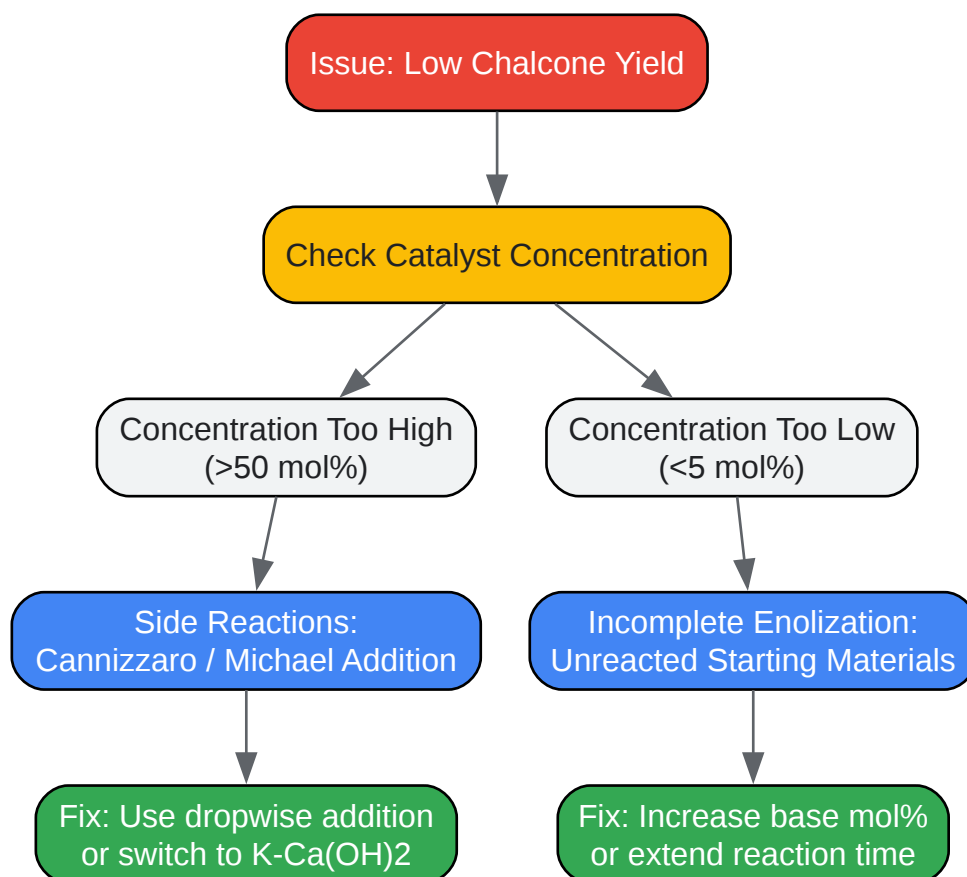 Issue: Low Chalcone Yield
Check Catalyst Concentration
Concentration Too High
(>50 mol%)
Concentration Too Low
(<5 mol%)
Side Reactions:
Cannizzaro / Michael Addition
Incomplete Enolization:
Unreacted Starting Materials
Fix: Use dropwise addition
or switch to K-Ca(OH)2
Fix: Increase base mol%
or extend reaction time